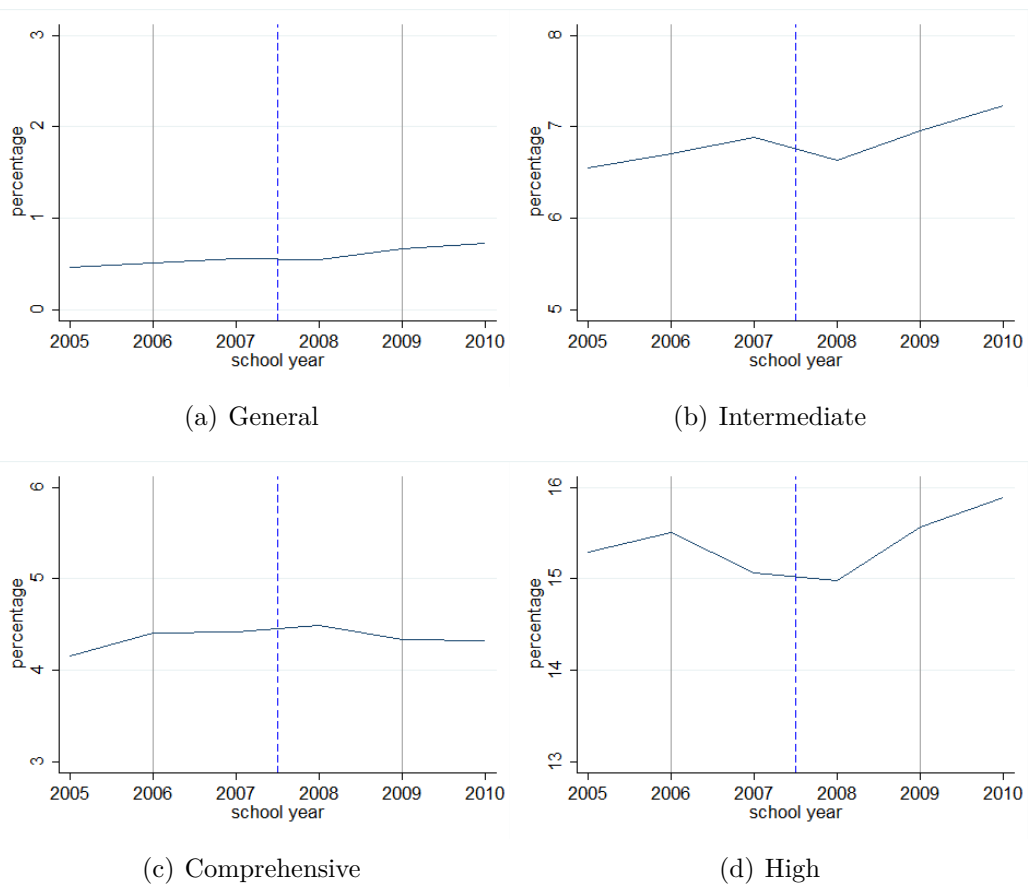 3
2
1
0
percentage
2005 2006 2007 2008 2009 2010
school year
(a) General
8
7
6
5
percentage
2005 2006 2007 2008 2009 2010
school year
(b) Intermediate
6
5
4
3
percentage
2005 2006 2007 2008 2009 2010
school year
(c) Comprehensive
16
15
14
13
percentage
2005 2006 2007 2008 2009 2010
school year
(d) High